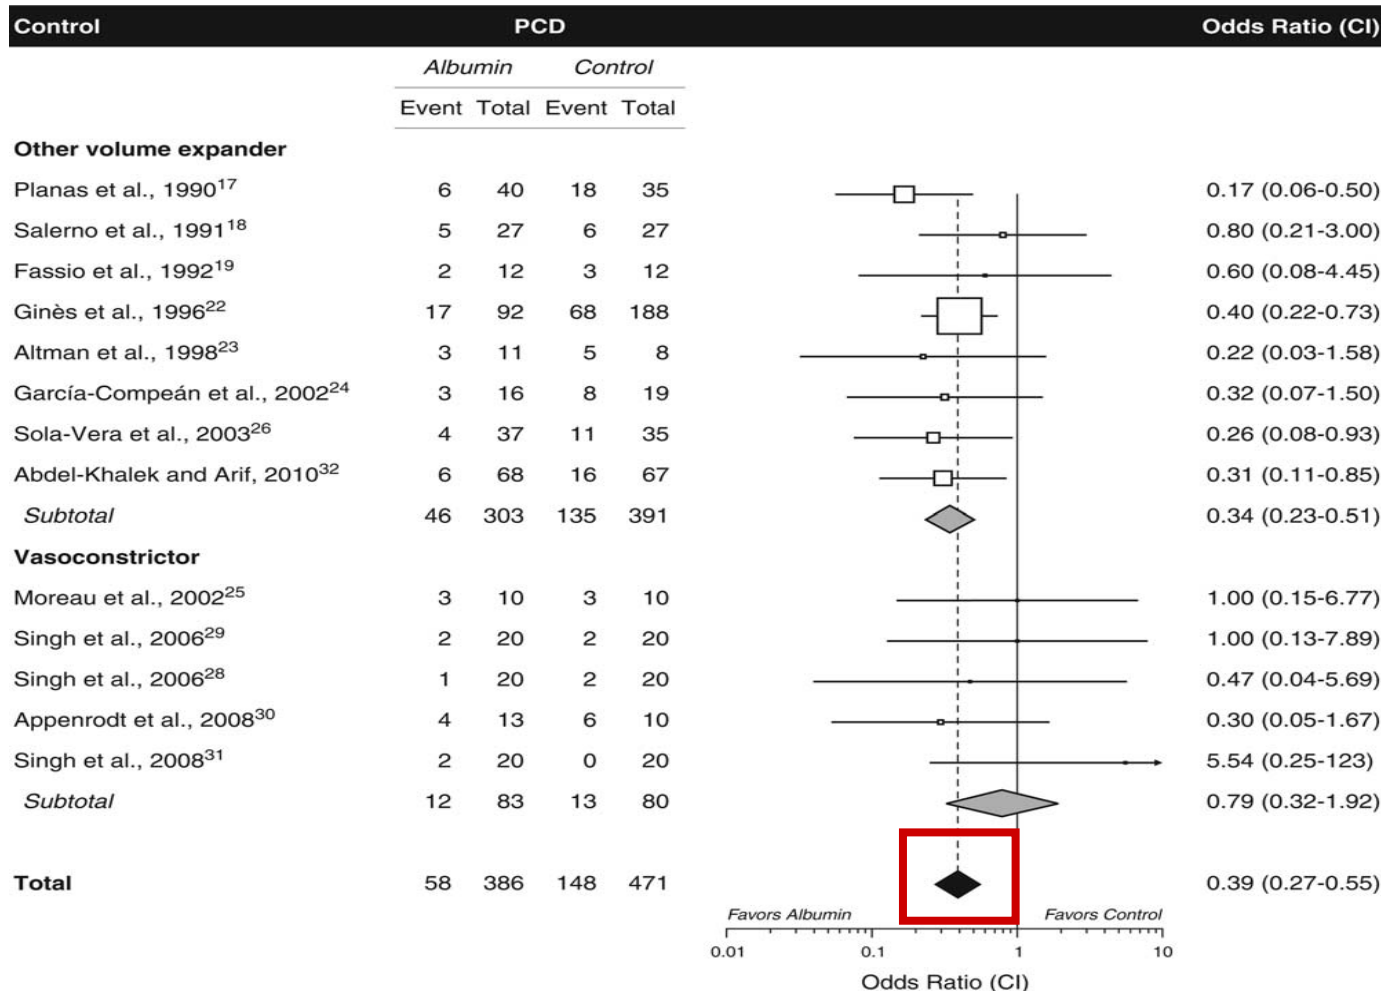 Control PCD Odds Ratio (CI)
Albumin Control
Event Total Event Total
Other volume expander
Planas et al., 1990¹⁷ 6 40 18 35 0.17 (0.06-0.50)
Salerno et al., 1991¹⁸ 5 27 6 27 0.80 (0.21-3.00)
Fassio et al., 1992¹⁹ 2 12 3 12 0.60 (0.08-4.45)
Ginès et al., 1996²² 17 92 68 188 0.40 (0.22-0.73)
Altman et al., 1998²³ 3 11 5 8 0.22 (0.03-1.58)
García-Compeán et al., 2002²⁴ 3 16 8 19 0.32 (0.07-1.50)
Sola-Vera et al., 2003²⁶ 4 37 11 35 0.26 (0.08-0.93)
Abdel-Khalek and Arif, 2010³² 6 68 16 67 0.31 (0.11-0.85)
Subtotal 46 303 135 391 0.34 (0.23-0.51)
Vasoconstrictor
Moreau et al., 2002²⁵ 3 10 3 10 1.00 (0.15-6.77)
Singh et al., 2006²⁹ 2 20 2 20 1.00 (0.13-7.89)
Singh et al., 2006²⁸ 1 20 2 20 0.47 (0.04-5.69)
Appenrodt et al., 2008³⁰ 4 13 6 10 0.30 (0.05-1.67)
Singh et al., 2008³¹ 2 20 0 20 5.54 (0.25-123)
Subtotal 12 83 13 80 0.79 (0.32-1.92)
Total 58 386 148 471 0.39 (0.27-0.55)
Favors Albumin Favors Control
0.01 0.1 1 10
Odds Ratio (CI)